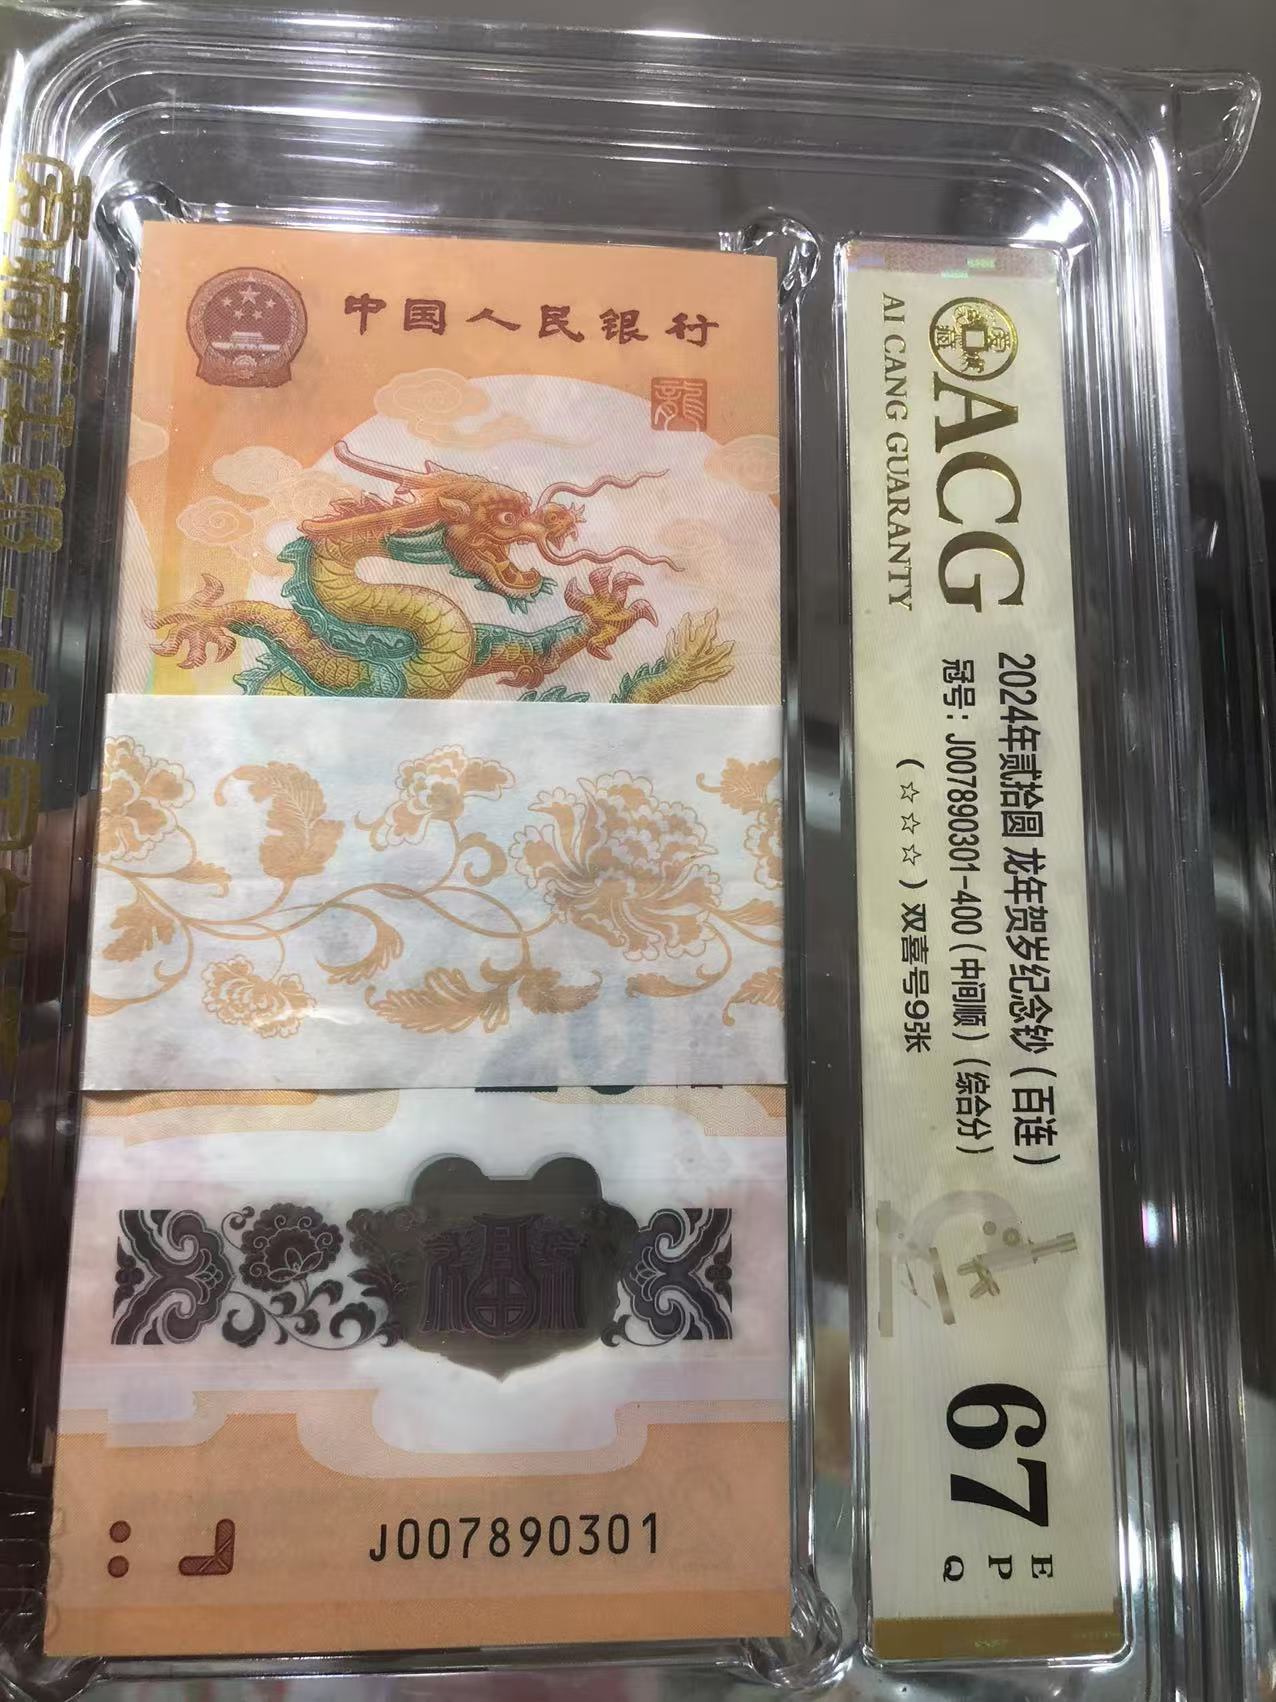 中国人民银行
龍
福
J007890301
ACG
AI CANG GUARANTY
2024年贰拾圆 龙年贺岁纪念钞（百连）
冠号：J007890301-400（中间顺）（综合分）
（☆☆☆）双喜号9张
67
E
P
Q